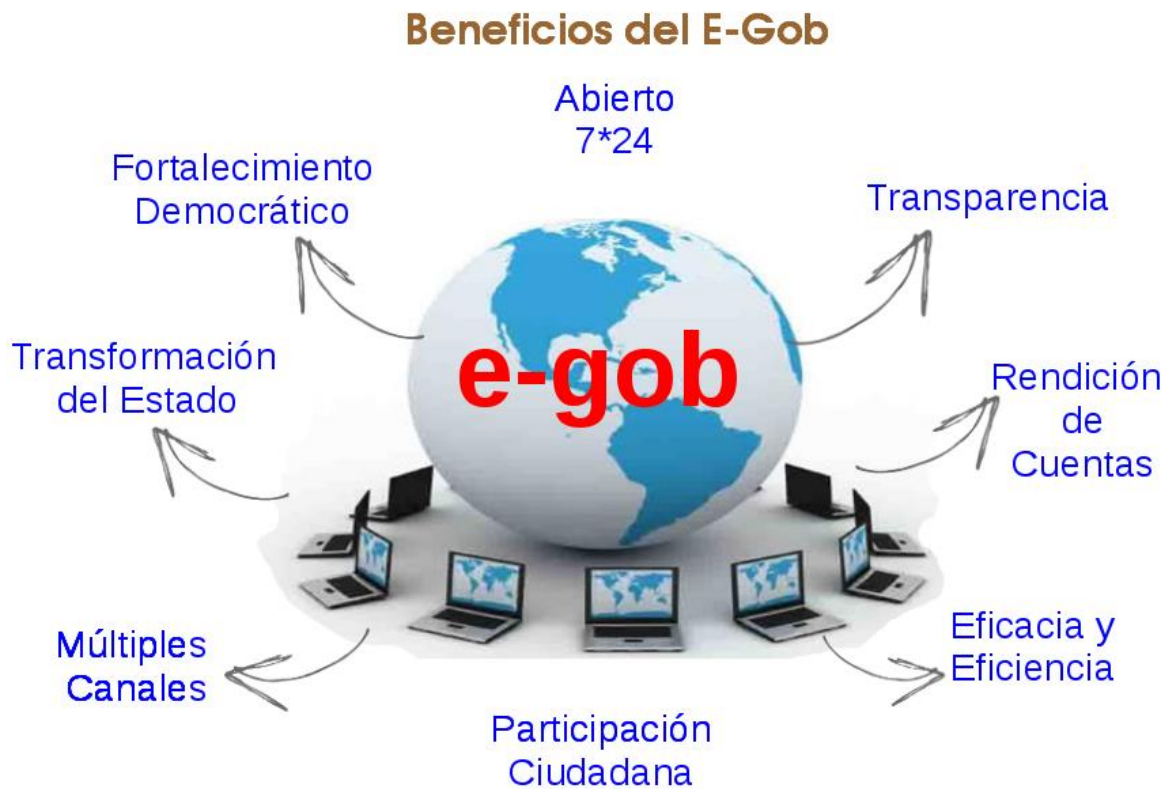 Beneficios del E-Gob
Abierto
7*24
Fortalecimiento
Democrático
Transparencia
e-gob
Transformación
del Estado
Rendición
de
Cuentas
Múltiples
Canales
Eficacia y
Eficiencia
Participación
Ciudadana